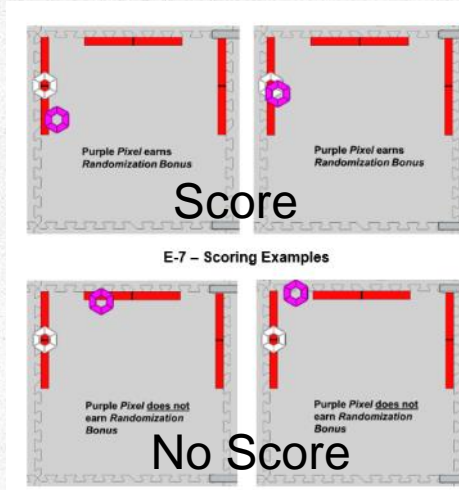 Purple Pixel earns
Randomization Bonus
Purple Pixel earns
Randomization Bonus
Score
E-7 – Scoring Examples
Purple Pixel does not
earn Randomization
Bonus
Purple Pixel does not
earn Randomization
Bonus
No Score